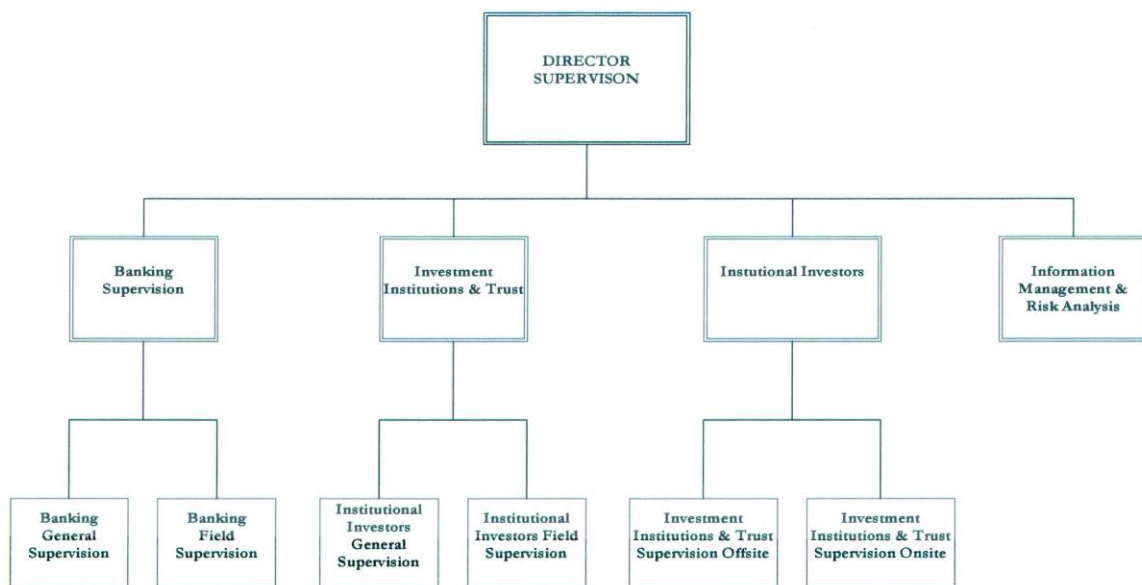 DIRECTOR
SUPERVISON
Banking
Supervision
Investment
Institutions & Trust
Instutional Investors
Information
Management &
Risk Analysis
Banking
General
Supervision
Banking
Field
Supervision
Institutional
Investors
General
Supervision
Institutional
Investors Field
Supervision
Investment
Institutions & Trust
Supervision Offsite
Investment
Institutions & Trust
Supervision Onsite